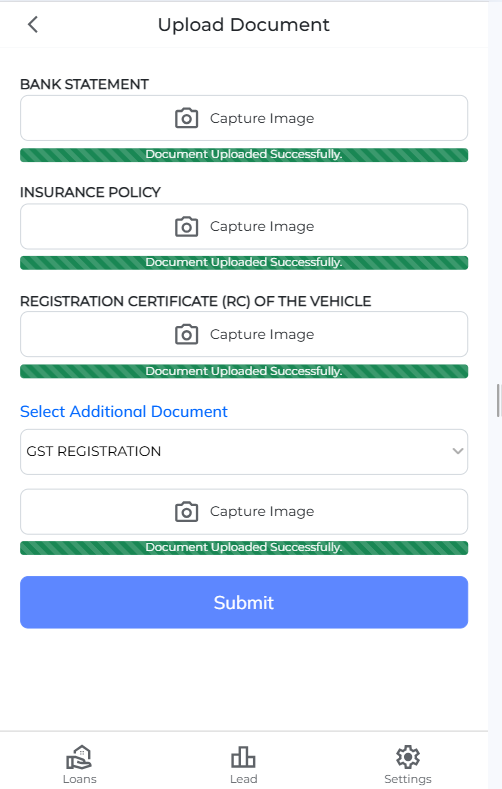 Upload Document
BANK STATEMENT
Capture Image
Document Uploaded Successfully.
INSURANCE POLICY
Capture Image
Document Uploaded Successfully.
REGISTRATION CERTIFICATE (RC) OF THE VEHICLE
Capture Image
Document Uploaded Successfully.
Select Additional Document
GST REGISTRATION
Capture Image
Document Uploaded Successfully.
Submit
Loans
Lead
Settings